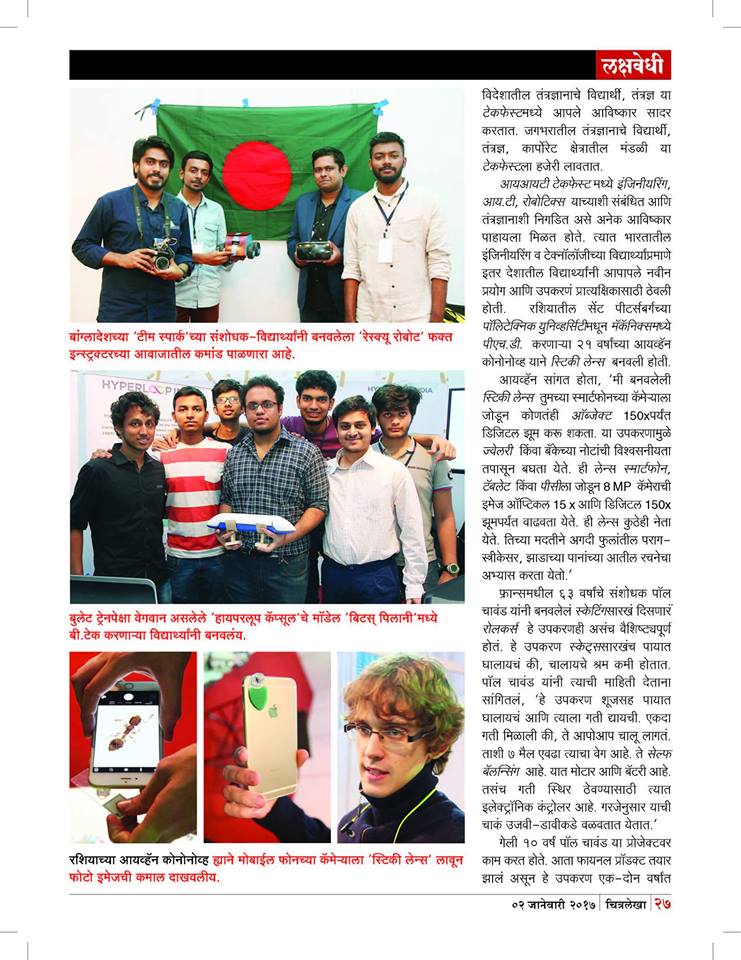 लक्षवेधी
बांग्लादेशच्या ‘टीम स्पार्क’च्या संशोधक-विद्यार्थ्यांनी बनवलेला ‘रेस्क्यू रोबोट’ फक्त
इन्स्ट्रक्टरच्या आवाजातील कमांड पाळणारा आहे.
HYPERLOOP
बुलेट ट्रेनपेक्षा वेगवान असलेले ‘हायपरलूप कॅप्सूल’चे मॉडेल ‘बिटस् पिलानी’मध्ये
बी.टेक करणाऱ्या विद्यार्थ्यांनी बनवलंय.
रशियाच्या आयव्हॅन कोनोनोव्ह ह्याने मोबाईल फोनच्या कॅमेऱ्याला ‘स्टिकी लेन्स’ लावून
फोटो इमेजची कमाल दाखवलीय.
विदेशातील तंत्रज्ञानाचे विद्यार्थी, तंत्रज्ञ या
टेकफेस्टमध्ये आपले आविष्कार सादर
करतात. जगभरातील तंत्रज्ञानाचे विद्यार्थी,
तंत्रज्ञ, कार्पोरेट क्षेत्रातील मंडळी या
टेकफेस्टला हजेरी लावतात.
आयआयटी टेकफेस्ट मध्ये इंजिनीयरिंग,
आय.टी, रोबोटिक्स याच्याशी संबंधित आणि
तंत्रज्ञानाशी निगडित असे अनेक आविष्कार
पाहायला मिळत होते. त्यात भारतातील
इंजिनीयरिंग व टेक्नॉलॉजीच्या विद्यार्थ्यांप्रमाणे
इतर देशातील विद्यार्थ्यांनी आपापले नवीन
प्रयोग आणि उपकरणं प्रात्यक्षिकासाठी ठेवली
होती. रशियातील सेंट पीटर्सबर्गच्या
पॉलिटेक्निक युनिव्हर्सिटीमधून मॅकॅनिक्समध्ये
पीएच.डी. करणाऱ्या २१ वर्षांच्या आयव्हॅन
कोनोनोव्ह याने स्टिकी लेन्स बनवली होती.
आयव्हॅन सांगत होता, ‘मी बनवलेली
स्टिकी लेन्स तुमच्या स्मार्टफोनच्या कॅमेऱ्याला
जोडून कोणतंही ऑब्जेक्ट 150xपर्यंत
डिजिटल झूम करू शकता. या उपकरणामुळे
ज्वेलरी किंवा बँकेच्या नोटांची विश्वसनीयता
तपासून बघता येते. ही लेन्स स्मार्टफोन,
टॅबलेट किंवा पीसीला जोडून 8 MP कॅमेराची
इमेज ऑप्टिकल 15 x आणि डिजिटल 150x
झूमपर्यंत वाढवता येते. ही लेन्स कुठेही नेता
येते. तिच्या मदतीने अगदी फुलांतील पराग-
स्त्रीकेसर, झाडाच्या पानांच्या आतील रचनेचा
अभ्यास करता येतो.’
फ्रान्समधील ६३ वर्षांचे संशोधक पॉल
चावंड यांनी बनवलेलं स्केटिंगसारखं दिसणारं
रोलकर्स हे उपकरणही असंच वैशिष्ट्यपूर्ण
होतं. हे उपकरण स्केट्ससारखंच पायात
घालायचं की, चालायचे श्रम कमी होतात.
पॉल चावंड यांनी त्याची माहिती देताना
सांगितलं, ‘हे उपकरण शूजसह पायात
घालायचं आणि त्याला गती द्यायची. एकदा
गती मिळाली की, ते आपोआप चालू लागतं.
ताशी ७ मैल एवढा त्याचा वेग आहे. ते सेल्फ
बॅलन्सिंग आहे. यात मोटार आणि बॅटरी आहे.
तसंच गती स्थिर ठेवण्यासाठी त्यात
इलेक्ट्रॉनिक कंट्रोलर आहे. गरजेनुसार याची
चाकं उजवी-डावीकडे वळवतात येतात.’
गेली १० वर्षं पॉल चावंड या प्रोजेक्टवर
काम करत होते. आता फायनल प्रॉडक्ट तयार
झालं असून हे उपकरण एक-दोन वर्षांत
०२ जानेवारी २०१७ | चित्रलेखा | २७